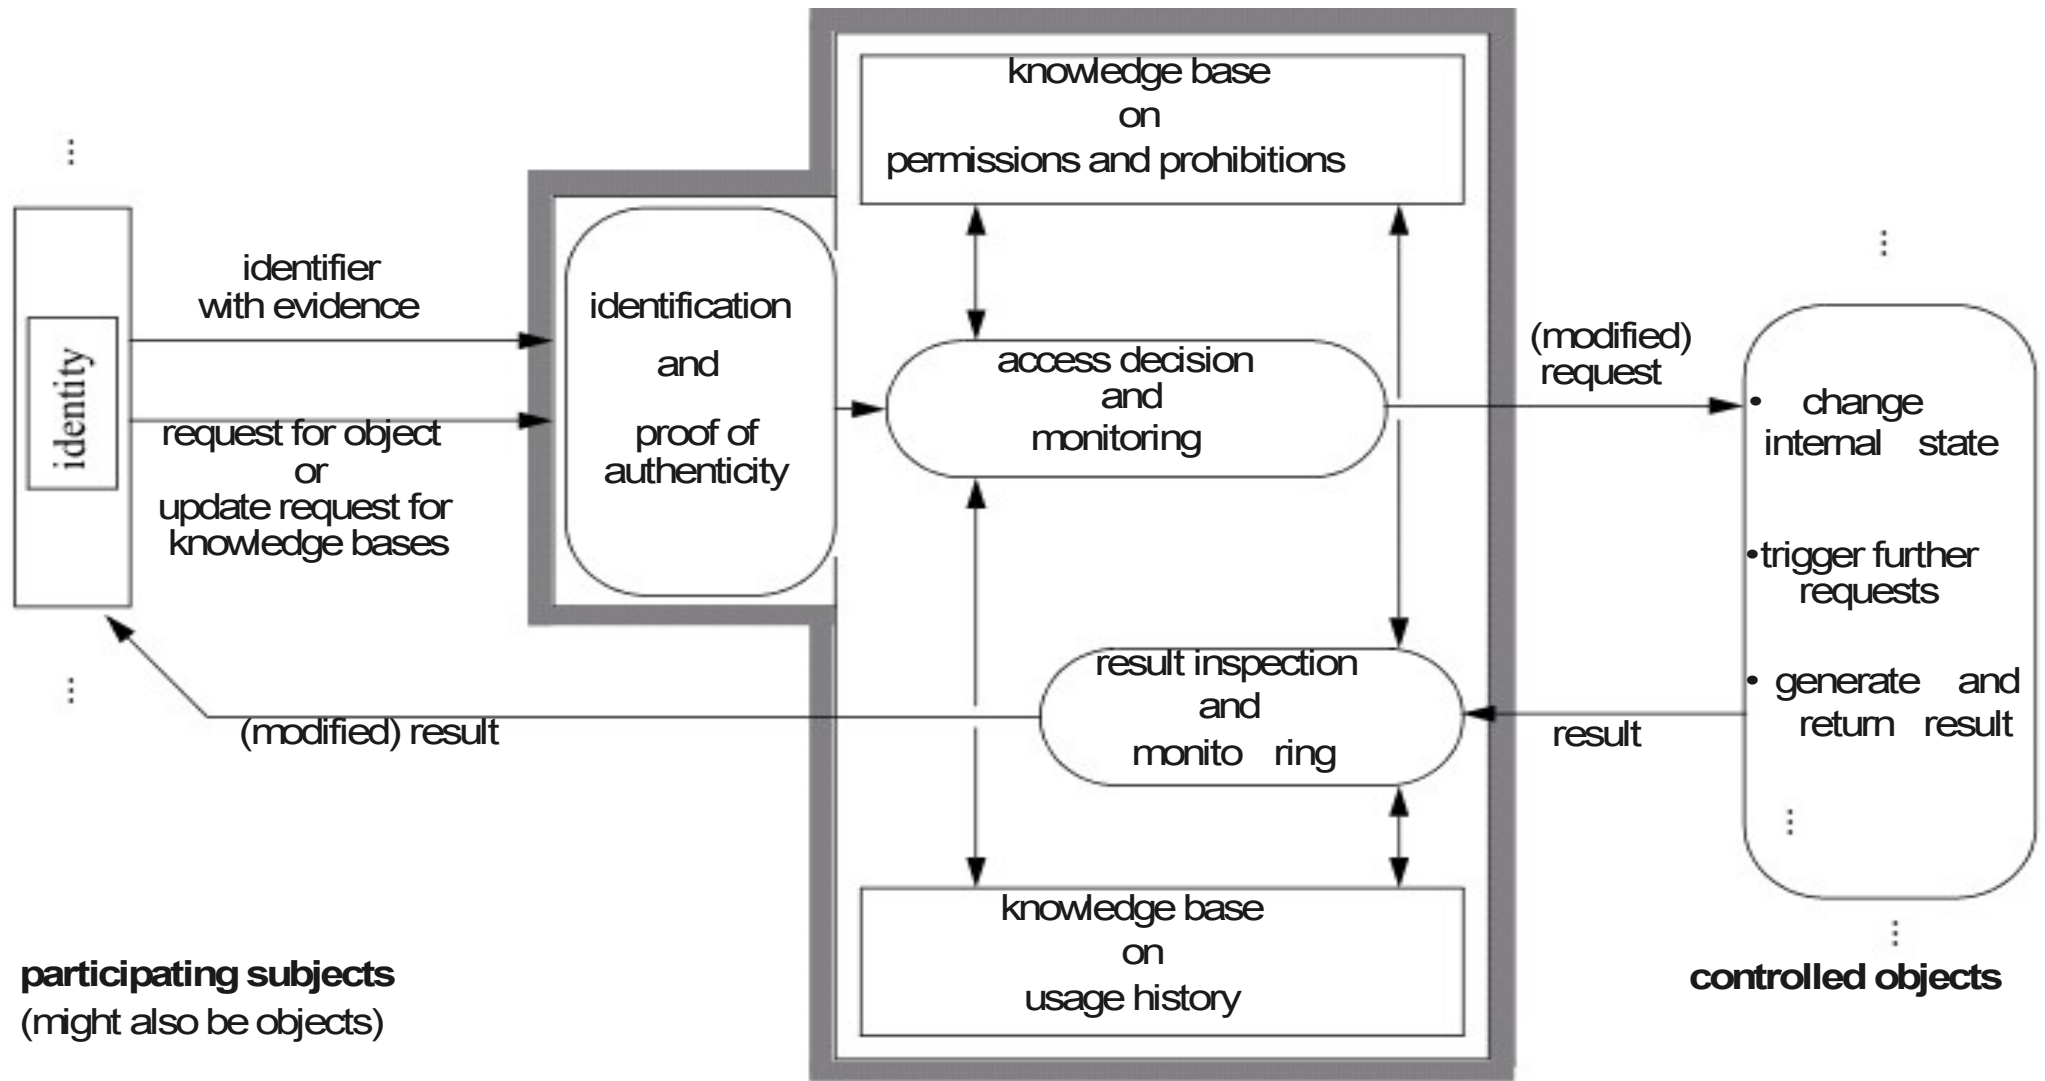 knowledge base
on
permissions and prohibitions
...
...
identity
identifier
with evidence
request for object
or
update request for
knowledge bases
identification
and
proof of
authenticity
access decision
and
monitoring
(modified)
request
• change
internal state
•trigger further
requests
• generate and
return result
...
result inspection
and
monito ring
result
(modified) result
...
knowledge base
on
usage history
...
participating subjects
(might also be objects)
controlled objects